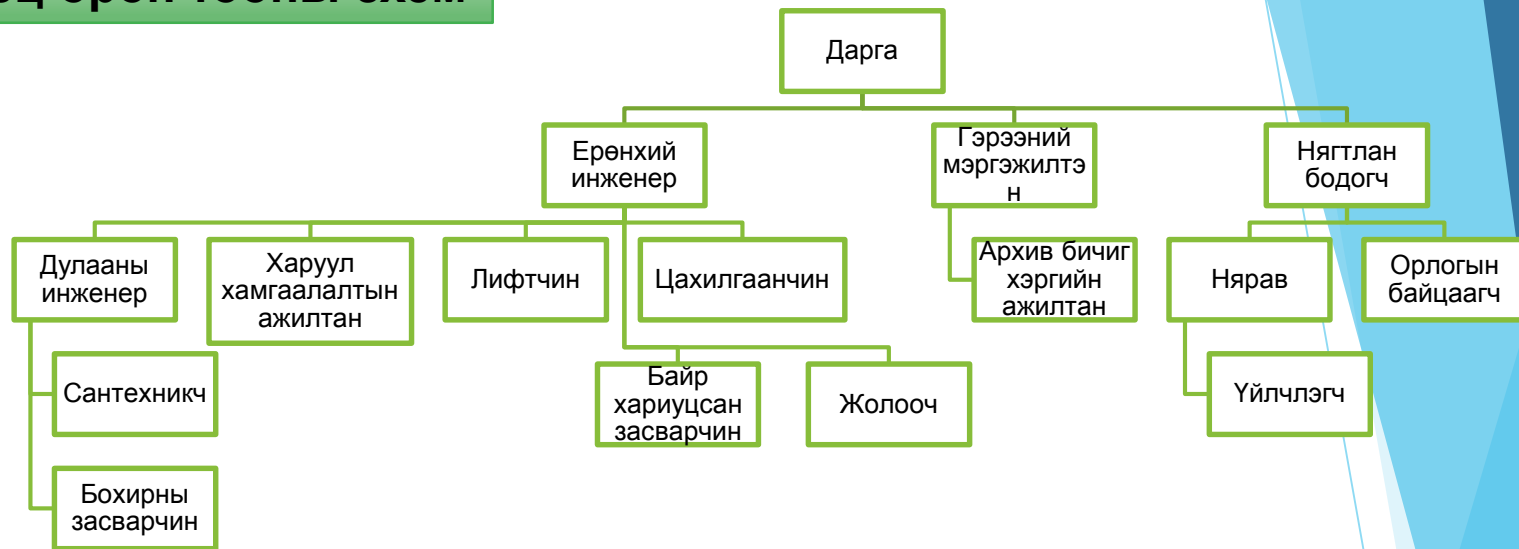 Дарга
Ерөнхий
инженер
Гэрээний
мэргэжилтэ
н
Нягтлан
бодогч
Дулааны
инженер
Харуул
хамгаалалтын
ажилтан
Лифтчин
Цахилгаанчин
Архив бичиг
хэргийн
ажилтан
Нярав
Орлогын
байцаагч
Сантехникч
Байр
хариуцсан
засварчин
Жолооч
Үйлчлэгч
Бохирны
засварчин